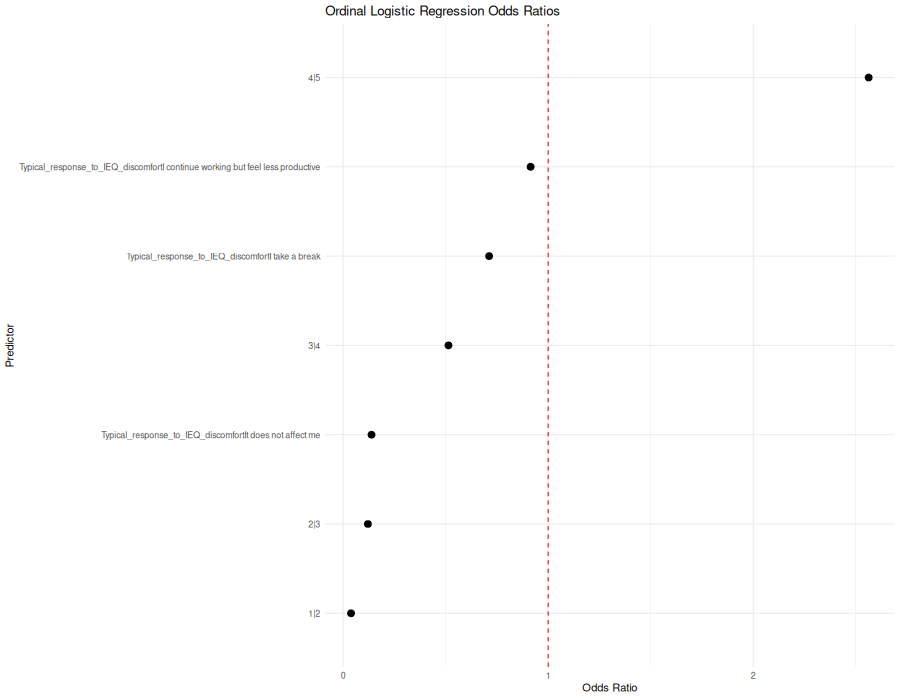 Ordinal Logistic Regression Odds Ratios
4|5
Typical_response_to_IEQ_discomfortI continue working but feel less productive
Typical_response_to_IEQ_discomfortI take a break
3|4
Typical_response_to_IEQ_discomfortIt does not affect me
2|3
1|2
Predictor
0
1
2
Odds Ratio